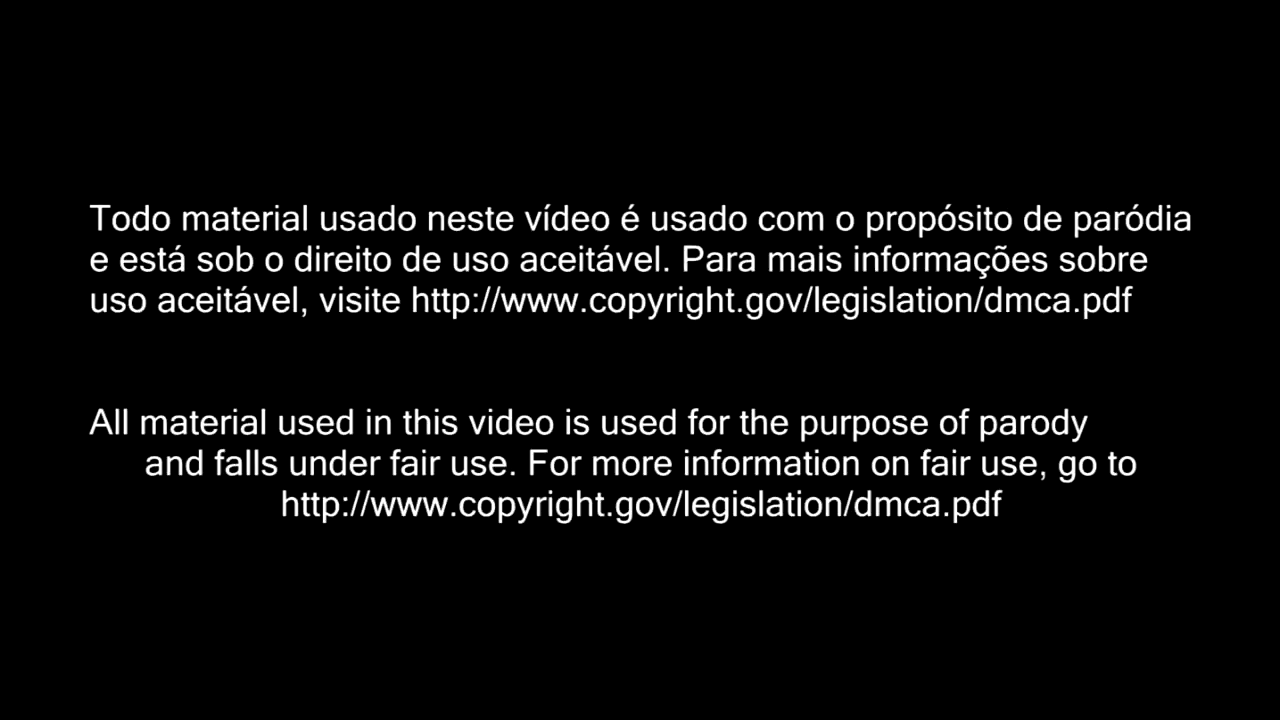 Todo material usado neste vídeo é usado com o propósito de paródia
e está sob o direito de uso aceitável. Para mais informações sobre
uso aceitável, visite http://www.copyright.gov/legislation/dmca.pdf
All material used in this video is used for the purpose of parody
and falls under fair use. For more information on fair use, go to
http://www.copyright.gov/legislation/dmca.pdf